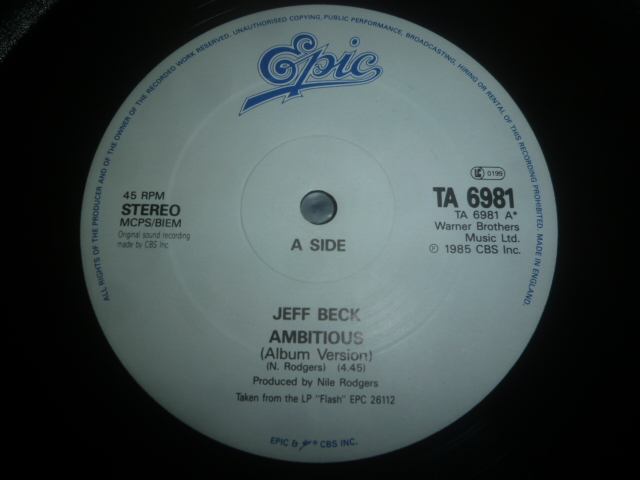 ALL RIGHTS OF THE PRODUCER AND OF THE OWNER OF THE RECORDED WORK RESERVED. UNAUTHORISED COPYING, PUBLIC PERFORMANCE, BROADCASTING, HIRING OR RENTAL OF THIS RECORDING PROHIBITED. MADE IN ENGLAND.
Epic
45 RPM
STEREO
MCPS/BIEM
Original sound recording
made by CBS Inc.
LC 0199
TA 6981
TA 6981 A*
Warner Brothers
Music Ltd.
℗ 1985 CBS Inc.
A SIDE
JEFF BECK
AMBITIOUS
(Album Version)
(N. Rodgers) (4.45)
Produced by Nile Rodgers
Taken from the LP "Flash" EPC 26112
EPIC & CBS INC.